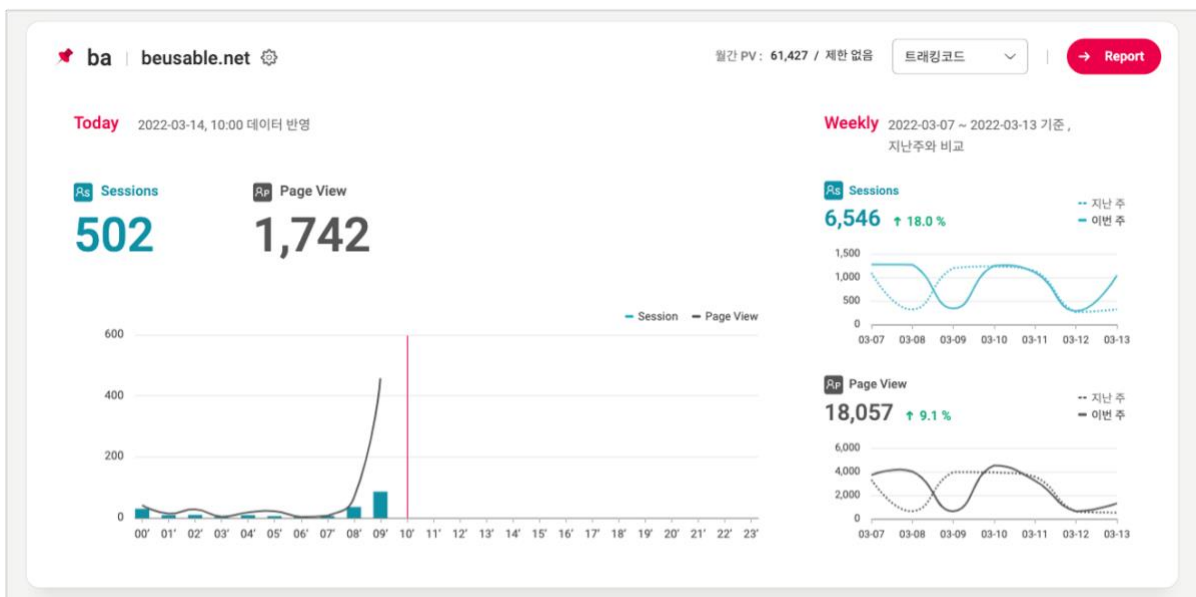 ba | beusable.net
월간 PV : 61,427 / 제한 없음
트래킹코드
→ Report
Today 2022-03-14, 10:00 데이터 반영
Sessions
502
Page View
1,742
Session Page View
600
400
200
0
00' 01' 02' 03' 04' 05' 06' 07' 08' 09' 10' 11' 12' 13' 14' 15' 16' 17' 18' 19' 20' 21' 22' 23'
Weekly 2022-03-07 ~ 2022-03-13 기준 ,
지난주와 비교
Sessions
6,546 ↑ 18.0 %
지난 주
이번 주
1,500
1,000
500
0
03-07 03-08 03-09 03-10 03-11 03-12 03-13
Page View
18,057 ↑ 9.1 %
지난 주
이번 주
6,000
4,000
2,000
0
03-07 03-08 03-09 03-10 03-11 03-12 03-13